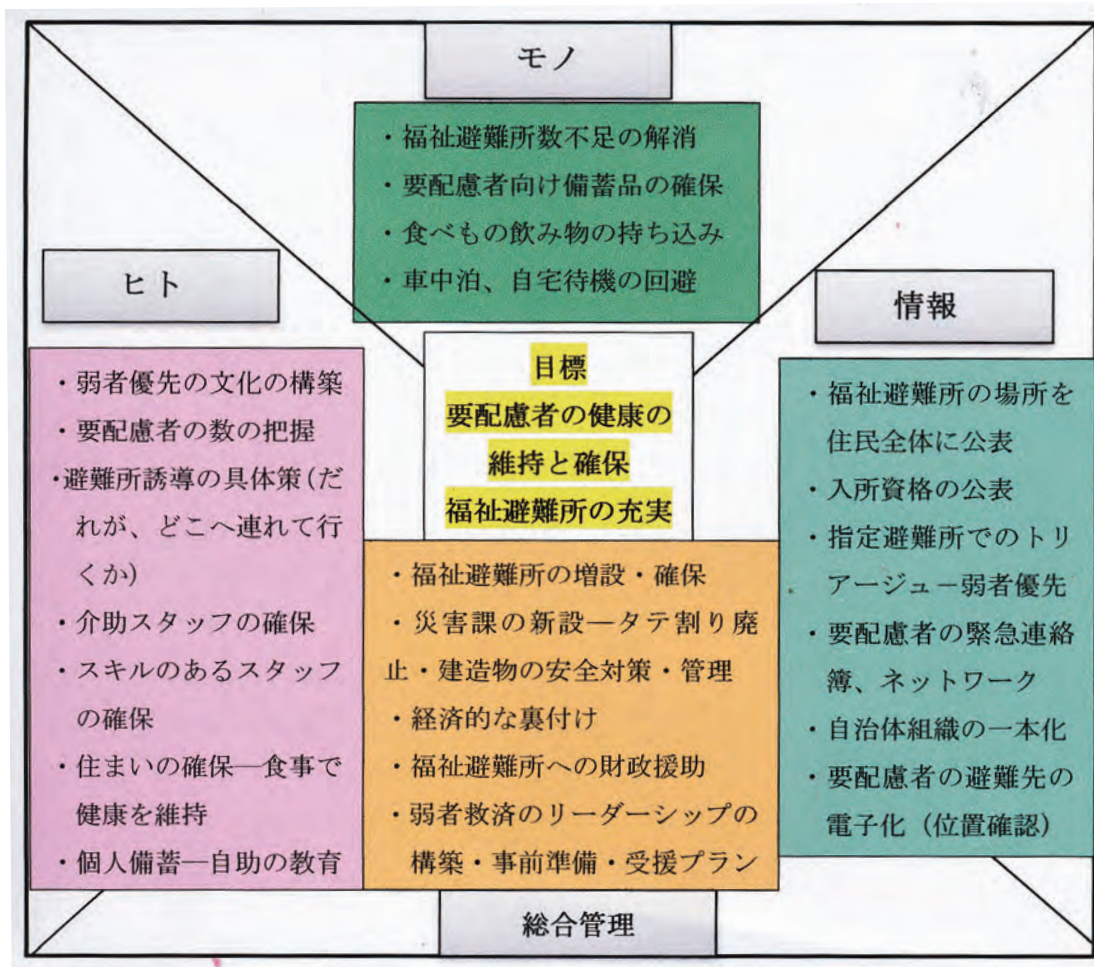 モノ
・福祉避難所数不足の解消
・要配慮者向け備蓄品の確保
・食べもの飲み物の持ち込み
・車中泊、自宅待機の回避
ヒト
・弱者優先の文化の構築
・要配慮者の数の把握
・避難所誘導の具体策(だ
れが、どこへ連れて行
くか)
・介助スタッフの確保
・スキルのあるスタッフ
の確保
・住まいの確保―食事で
健康を維持
・個人備蓄―自助の教育
目標
要配慮者の健康の
維持と確保
福祉避難所の充実
情報
・福祉避難所の場所を
住民全体に公表
・入所資格の公表
・指定避難所でのトリ
アージュ－弱者優先
・要配慮者の緊急連絡
簿、ネットワーク
・自治体組織の一本化
・要配慮者の避難先の
電子化（位置確認）
・福祉避難所の増設・確保
・災害課の新設―タテ割り廃
止・建造物の安全対策・管理
・経済的な裏付け
・福祉避難所への財政援助
・弱者救済のリーダーシップの
構築・事前準備・受援プラン
総合管理